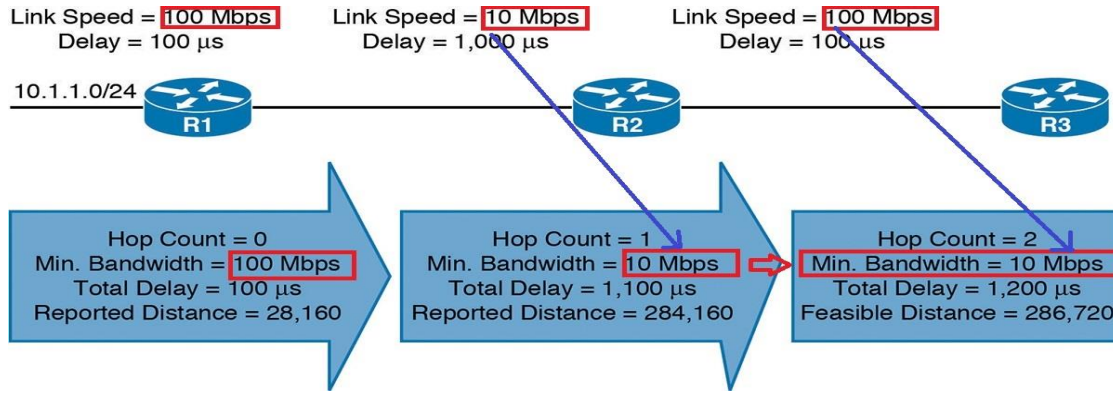 Link Speed = 100 Mbps
Delay = 100 μs
Link Speed = 10 Mbps
Delay = 1,000 μs
Link Speed = 100 Mbps
Delay = 100 μs
10.1.1.0/24
R1
R2
R3
Hop Count = 0
Min. Bandwidth = 100 Mbps
Total Delay = 100 μs
Reported Distance = 28,160
Hop Count = 1
Min. Bandwidth = 10 Mbps
Total Delay = 1,100 μs
Reported Distance = 284,160
Hop Count = 2
Min. Bandwidth = 10 Mbps
Total Delay = 1,200 μs
Feasible Distance = 286,720